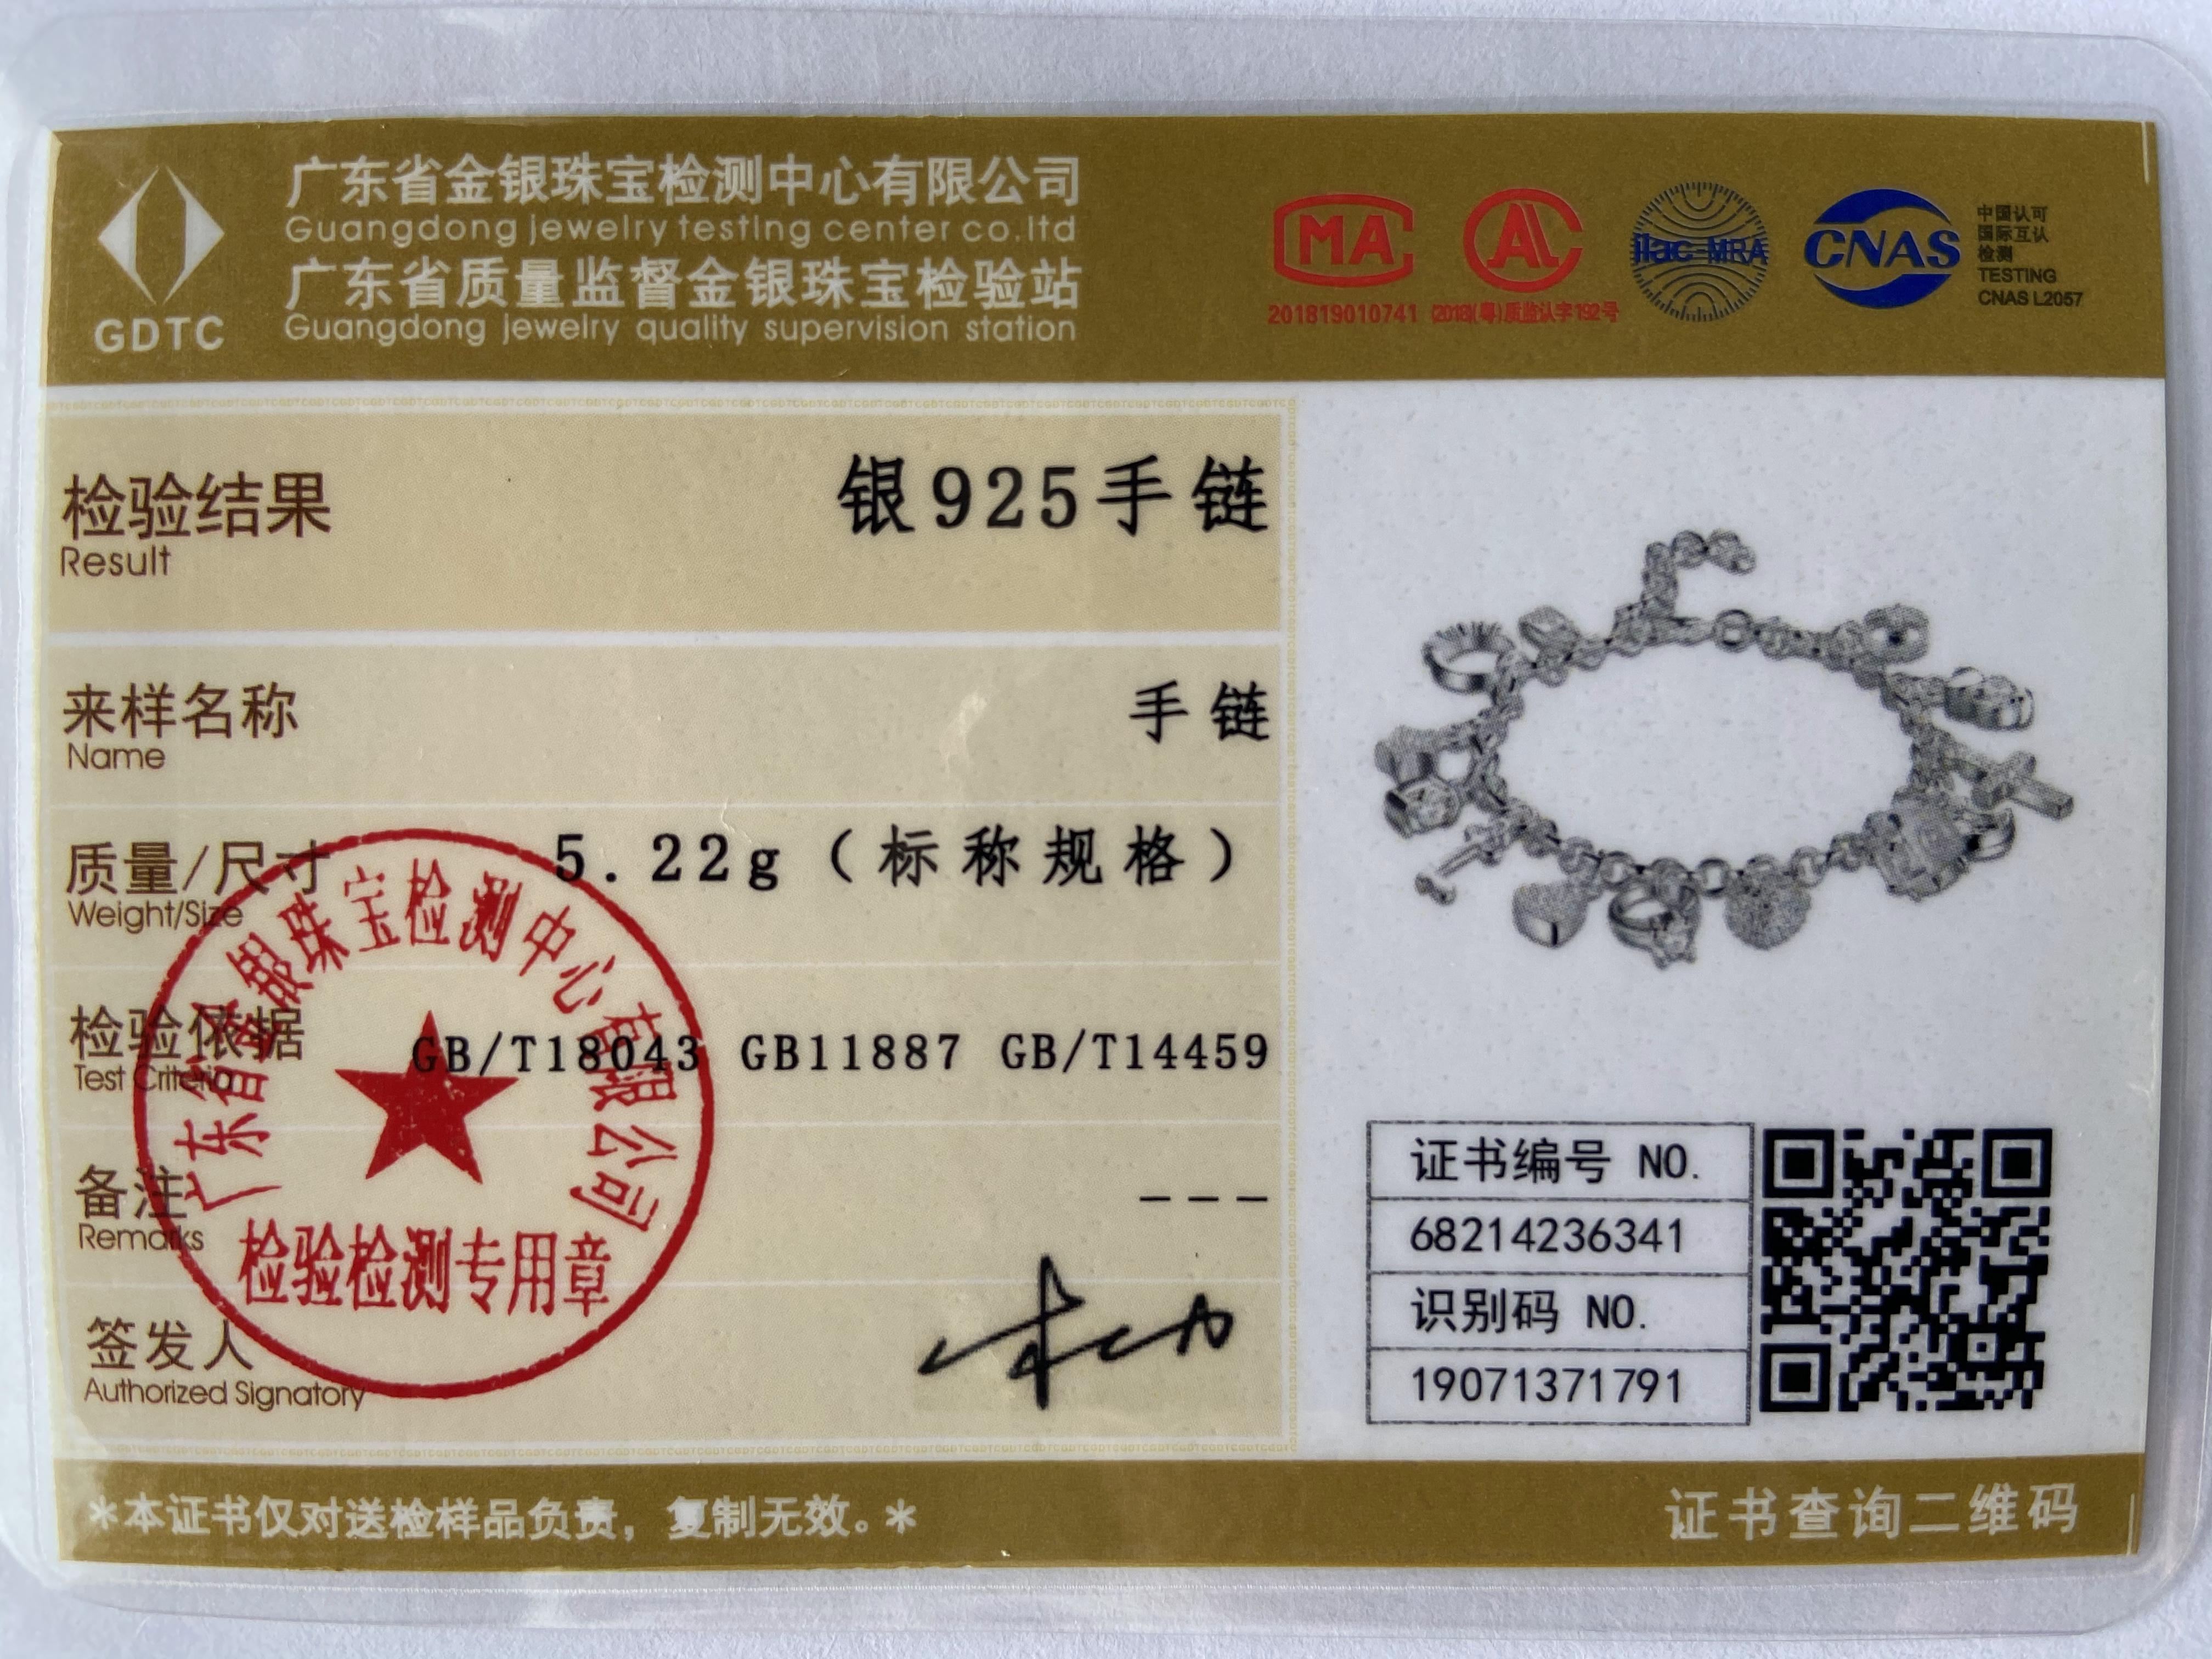 广东省金银珠宝检测中心有限公司
Guangdong jewelry testing center co.ltd
广东省质量监督金银珠宝检验站
Guangdong jewelry quality supervision station
GDTC
MA
201819010741
AL
(2018)(粤)质监认字192号
ilac-MRA
CNAS
中国认可
国际互认
检测
TESTING
CNAS L2057
检验结果 银925手链
Result
来样名称 手链
Name
质量/尺寸 5.22g（标称规格）
Weight/Size
检验依据 GB/T18043 GB11887 GB/T14459
Test Criteria
备注 ---
Remarks
签发人
Authorized Signatory
广东省金银珠宝检测中心有限公司
检验检测专用章
证书编号 NO.
68214236341
识别码 NO.
19071371791
*本证书仅对送检样品负责，复制无效。*
证书查询二维码